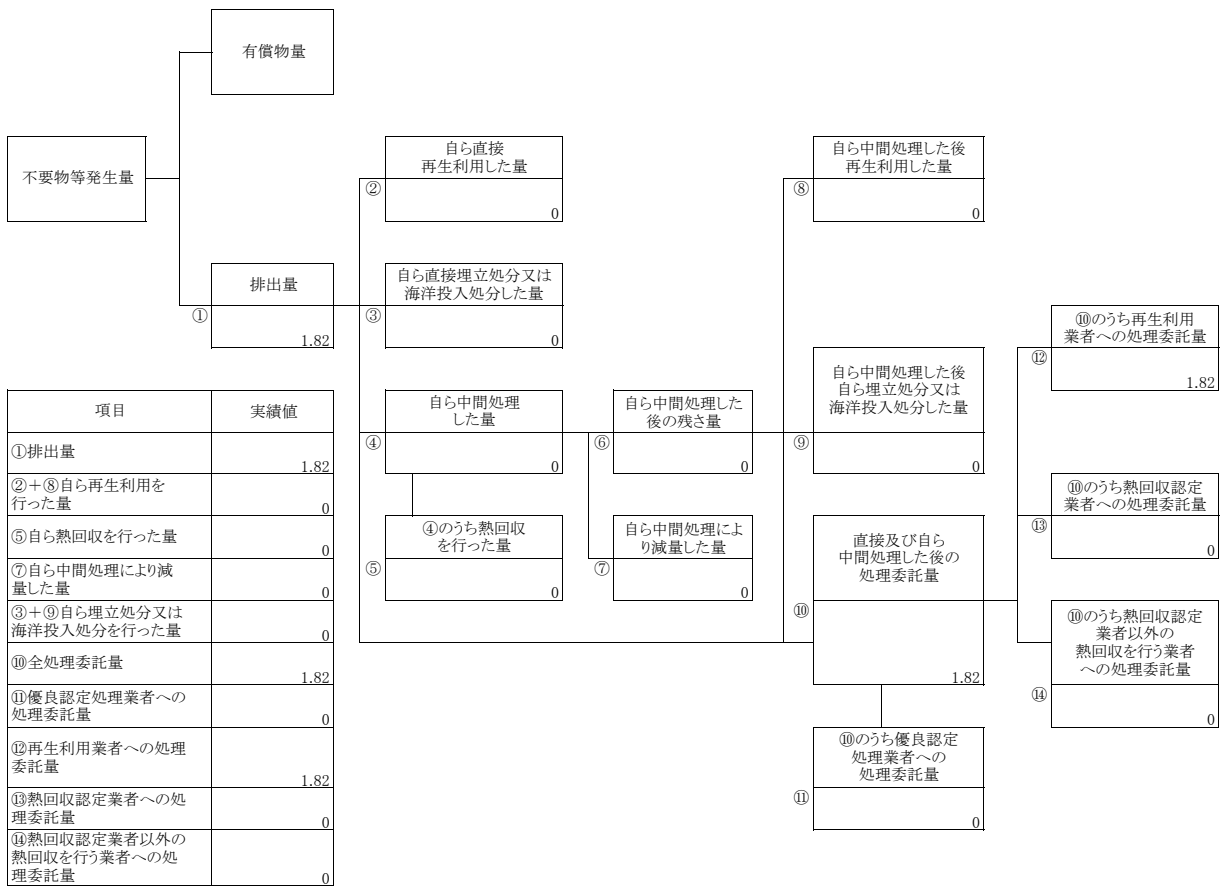 有償物量
不要物等発生量
自ら直接
再生利用した量
②
0
自ら中間処理した後
再生利用した量
⑧
0
排出量
①
1.82
自ら直接埋立処分又は
海洋投入処分した量
③
0
⑩のうち再生利用
業者への処理委託量
⑫
1.82
自ら中間処理
した量
④
0
自ら中間処理した
後の残さ量
⑥
0
自ら中間処理した後
自ら埋立処分又は
海洋投入処分した量
⑨
0
⑩のうち熱回収認定
業者への処理委託量
⑬
0
④のうち熱回収
を行った量
⑤
0
自ら中間処理によ
り減量した量
⑦
0
直接及び自ら
中間処理した後の
処理委託量
⑩
1.82
⑩のうち熱回収認定
業者以外の
熱回収を行う業者
への処理委託量
⑭
0
⑩のうち優良認定
処理業者への
処理委託量
⑪
0
項目 実績値
①排出量
1.82
②＋⑧自ら再生利用を
行った量
0
⑤自ら熱回収を行った量
0
⑦自ら中間処理により減
量した量
0
③＋⑨自ら埋立処分又は
海洋投入処分を行った量
0
⑩全処理委託量
1.82
⑪優良認定処理業者への
処理委託量
0
⑫再生利用業者への処理
委託量
1.82
⑬熱回収認定業者への処
理委託量
0
⑭熱回収認定業者以外の
熱回収を行う業者への処
理委託量
0